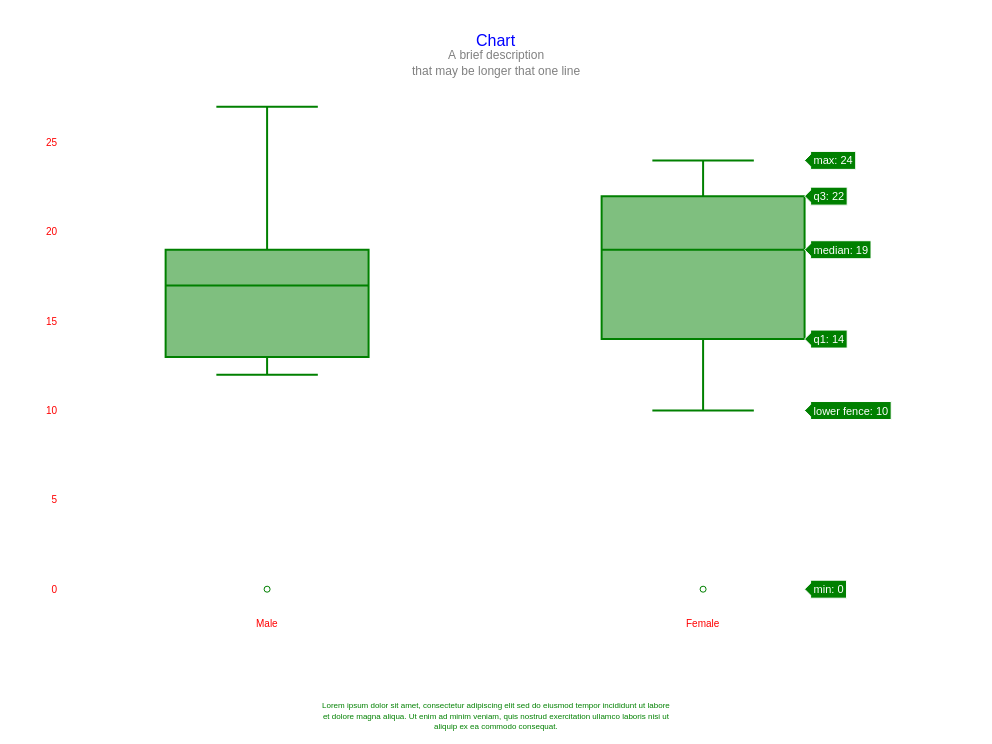 Chart
A brief description
that may be longer that one line
25
20
15
10
5
0
max: 24
q3: 22
median: 19
q1: 14
lower fence: 10
min: 0
Male
Female
Lorem ipsum dolor sit amet, consectetur adipiscing elit sed do eiusmod tempor incididunt ut labore
et dolore magna aliqua. Ut enim ad minim veniam, quis nostrud exercitation ullamco laboris nisi ut
aliquip ex ea commodo consequat.